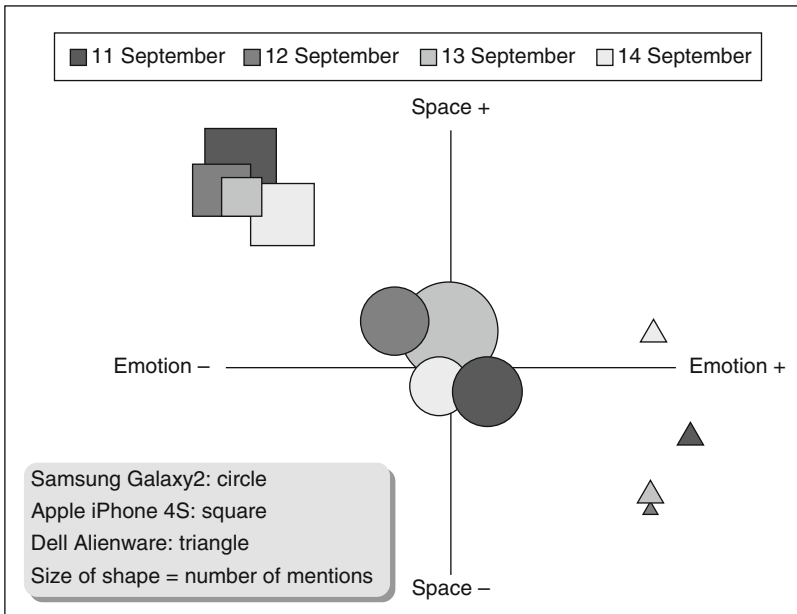 11 September 12 September 13 September 14 September
Space +
Emotion – Emotion +
Samsung Galaxy2: circle
Apple iPhone 4S: square
Dell Alienware: triangle
Size of shape = number of mentions
Space –